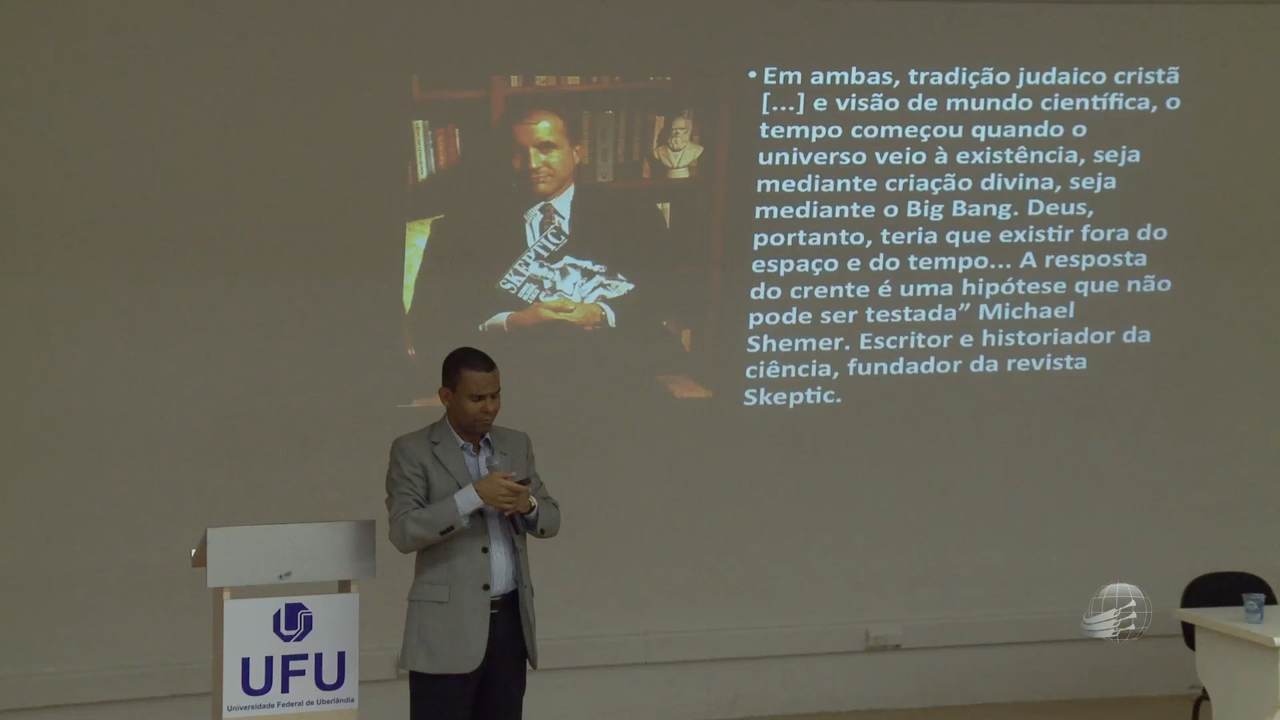 • Em ambas, tradição judaico cristã
[...] e visão de mundo científica, o
tempo começou quando o
universo veio à existência, seja
mediante criação divina, seja
mediante o Big Bang. Deus,
portanto, teria que existir fora do
espaço e do tempo... A resposta
do crente é uma hipótese que não
pode ser testada” Michael
Shemer. Escritor e historiador da
ciência, fundador da revista
Skeptic.
SKEPTIC
UFU
Universidade Federal de Uberlândia